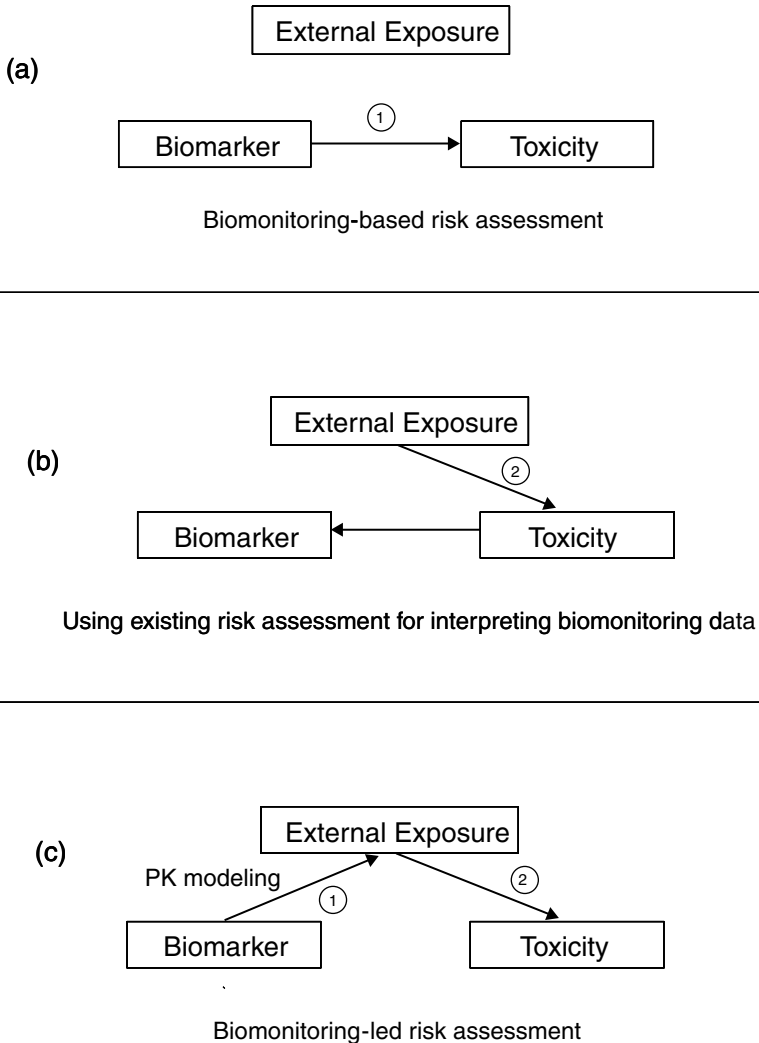 (a)
External Exposure
1
Biomarker
Toxicity
Biomonitoring-based risk assessment
(b)
External Exposure
2
Biomarker
Toxicity
Using existing risk assessment for interpreting biomonitoring data
(c)
External Exposure
PK modeling
1
2
Biomarker
Toxicity
Biomonitoring-led risk assessment